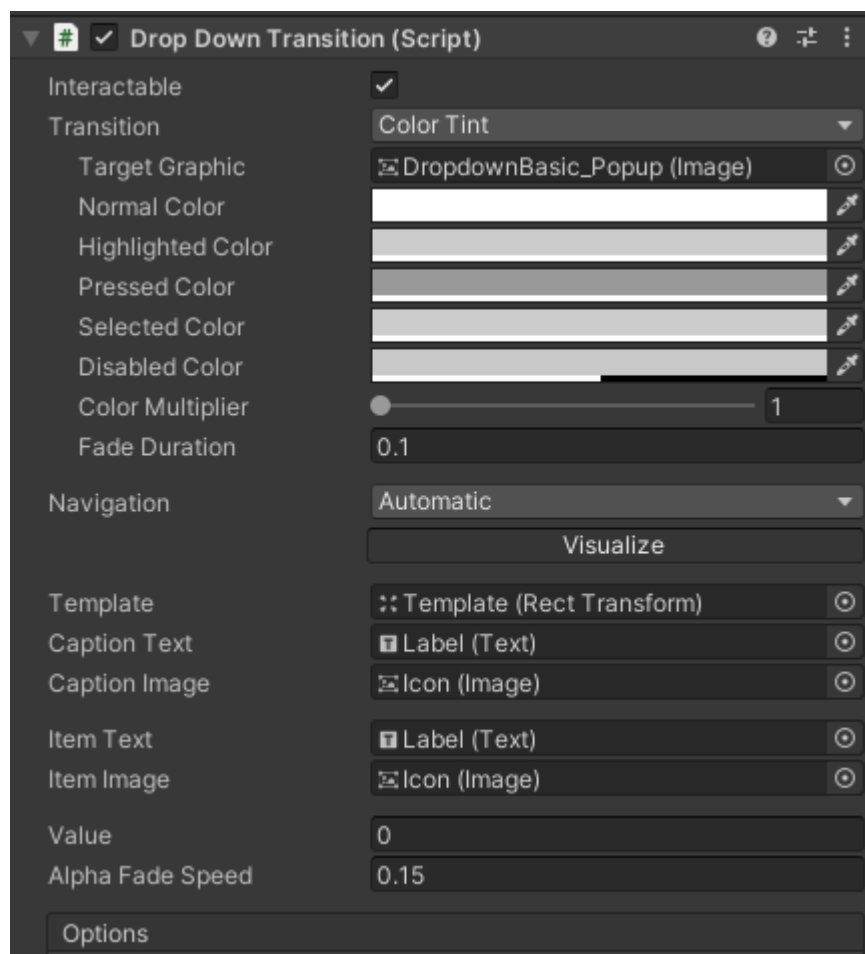 Drop Down Transition (Script)
Interactable
Transition Color Tint
Target Graphic DropdownBasic_Popup (Image)
Normal Color
Highlighted Color
Pressed Color
Selected Color
Disabled Color
Color Multiplier 1
Fade Duration 0.1
Navigation Automatic
Visualize
Template Template (Rect Transform)
Caption Text Label (Text)
Caption Image Icon (Image)
Item Text Label (Text)
Item Image Icon (Image)
Value 0
Alpha Fade Speed 0.15
Options